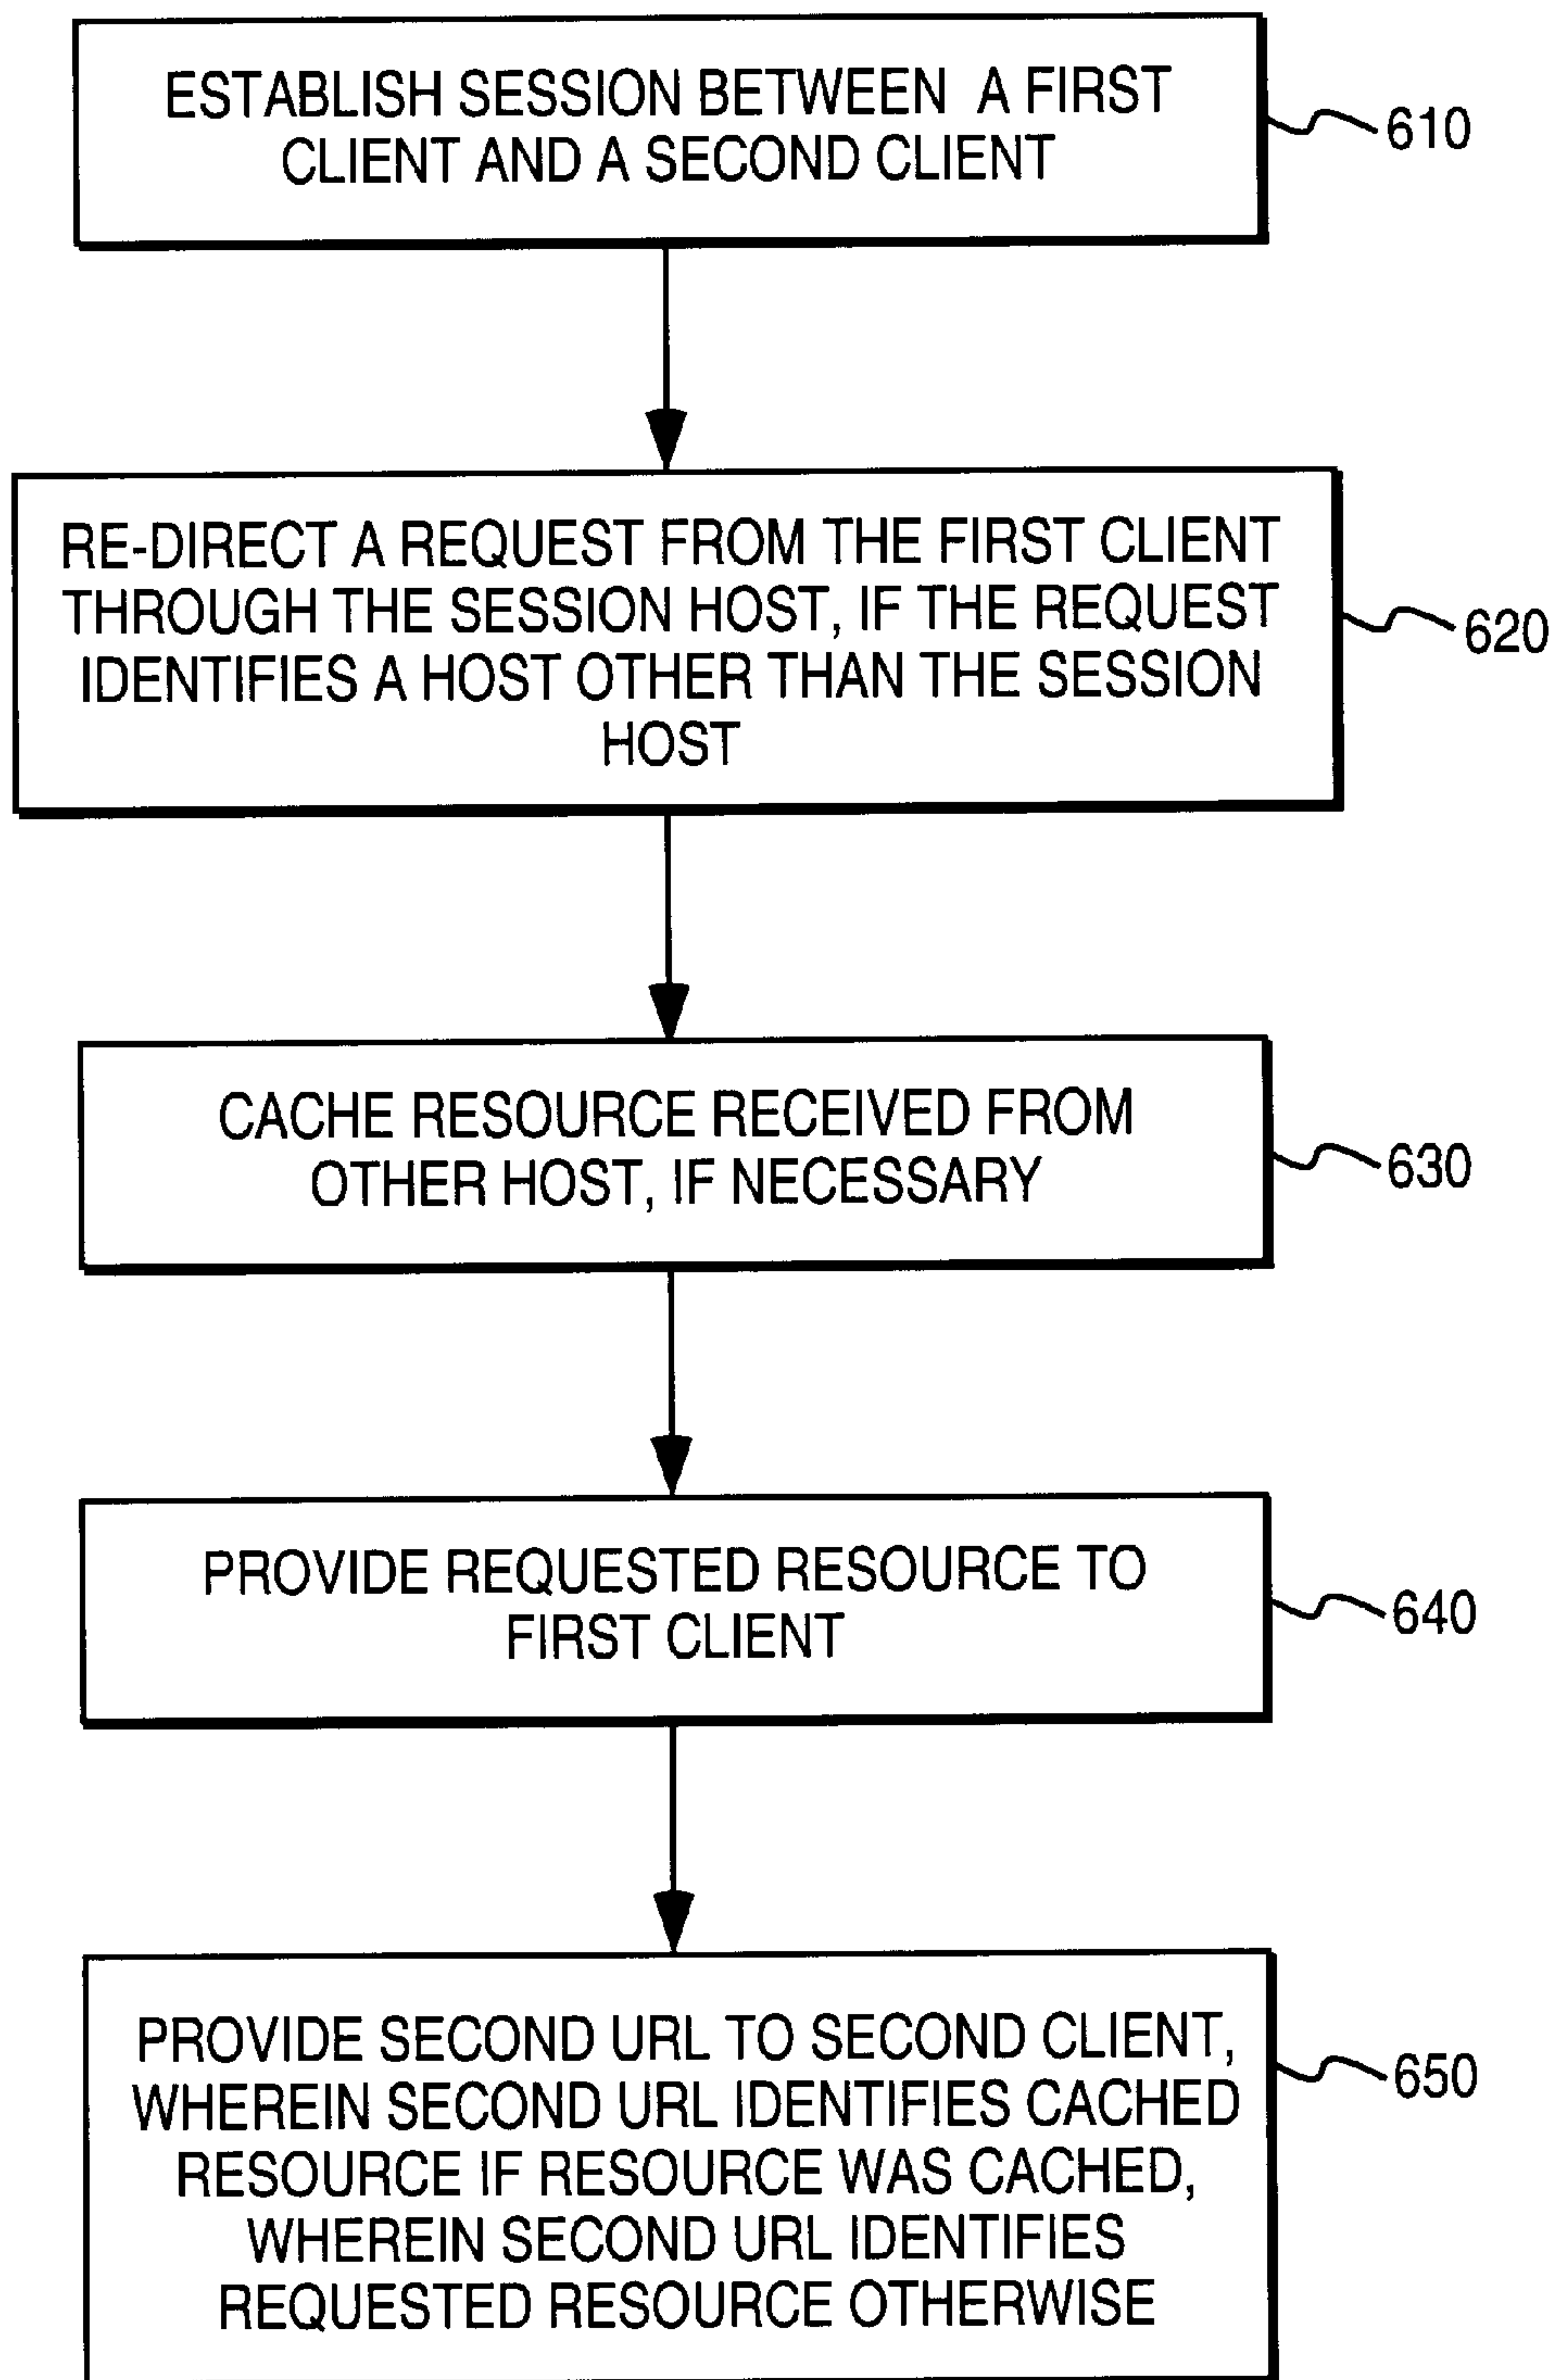 ESTABLISH SESSION BETWEEN A FIRST
CLIENT AND A SECOND CLIENT
610
RE-DIRECT A REQUEST FROM THE FIRST CLIENT
THROUGH THE SESSION HOST, IF THE REQUEST
IDENTIFIES A HOST OTHER THAN THE SESSION
HOST
620
CACHE RESOURCE RECEIVED FROM
OTHER HOST, IF NECESSARY
630
PROVIDE REQUESTED RESOURCE TO
FIRST CLIENT
640
PROVIDE SECOND URL TO SECOND CLIENT,
WHEREIN SECOND URL IDENTIFIES CACHED
RESOURCE IF RESOURCE WAS CACHED,
WHEREIN SECOND URL IDENTIFIES
REQUESTED RESOURCE OTHERWISE
650